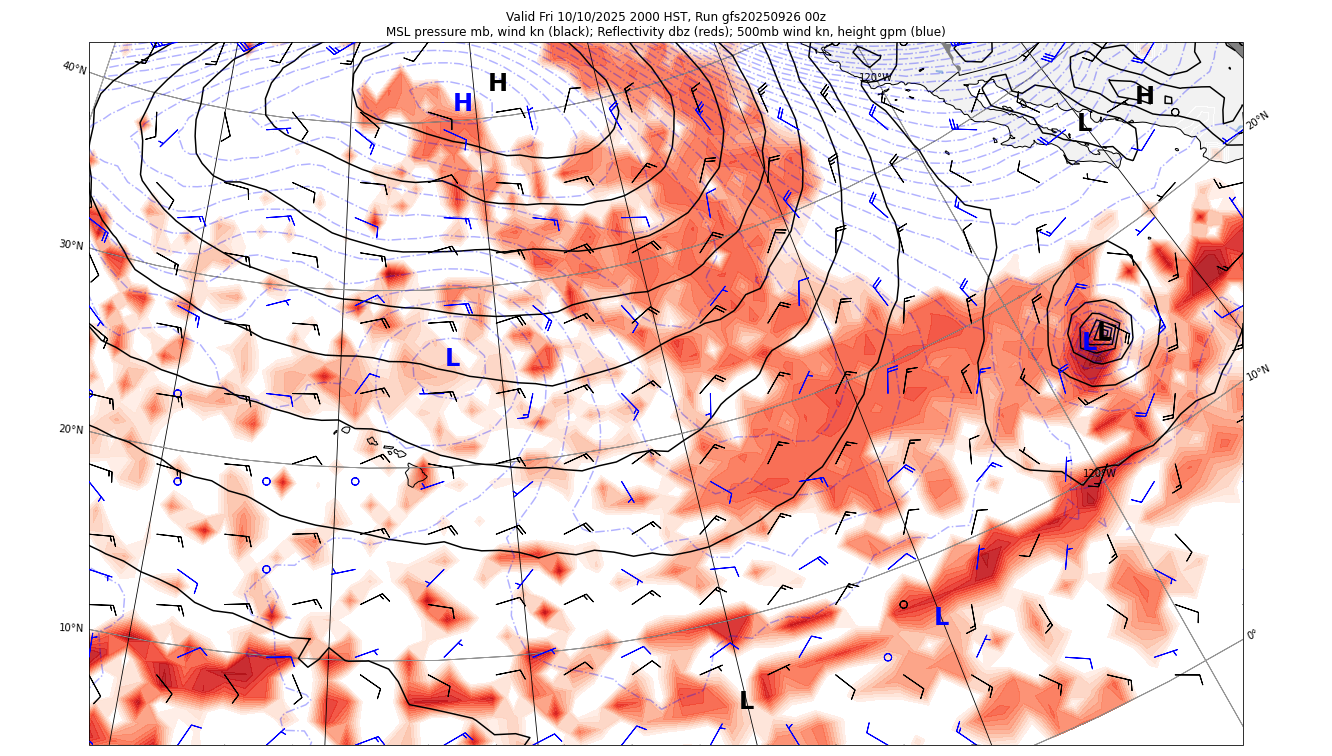 Valid Fri 10/10/2025 2000 HST, Run gfs20250926 00z
MSL pressure mb, wind kn (black); Reflectivity dbz (reds); 500mb wind kn, height gpm (blue)
40°N
H
H
120°W
H
L
20°N
30°N
L
L
L
10°N
20°N
120°W
L
10°N
0°
L